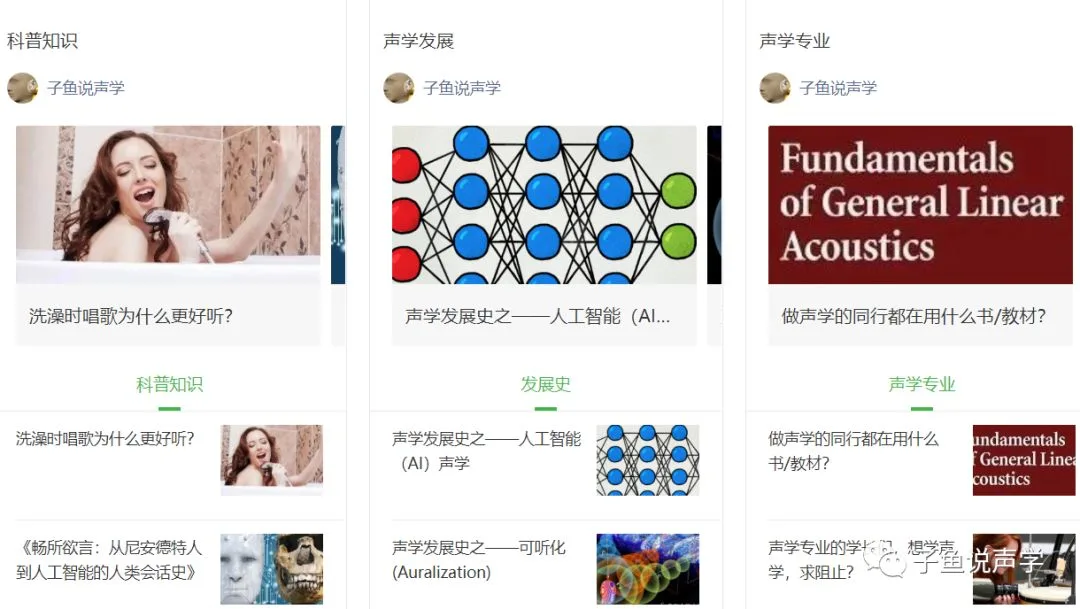 科普知识
子鱼说声学
洗澡时唱歌为什么更好听？
科普知识
洗澡时唱歌为什么更好听？
《畅所欲言：从尼安德特人
到人工智能的人类会话史》
声学发展
子鱼说声学
声学发展史之——人工智能（AI...
发展史
声学发展史之——人工智能
（AI）声学
声学发展史之——可听化
(Auralization)
声学专业
子鱼说声学
Fundamentals
of General Linear
Acoustics
做声学的同行都在用什么书/教材？
声学专业
做声学的同行都在用什么
书/教材？
undamentals
f General Linea
coustics
声学专业的学长 想学声
学，求阻止？
子鱼说声学